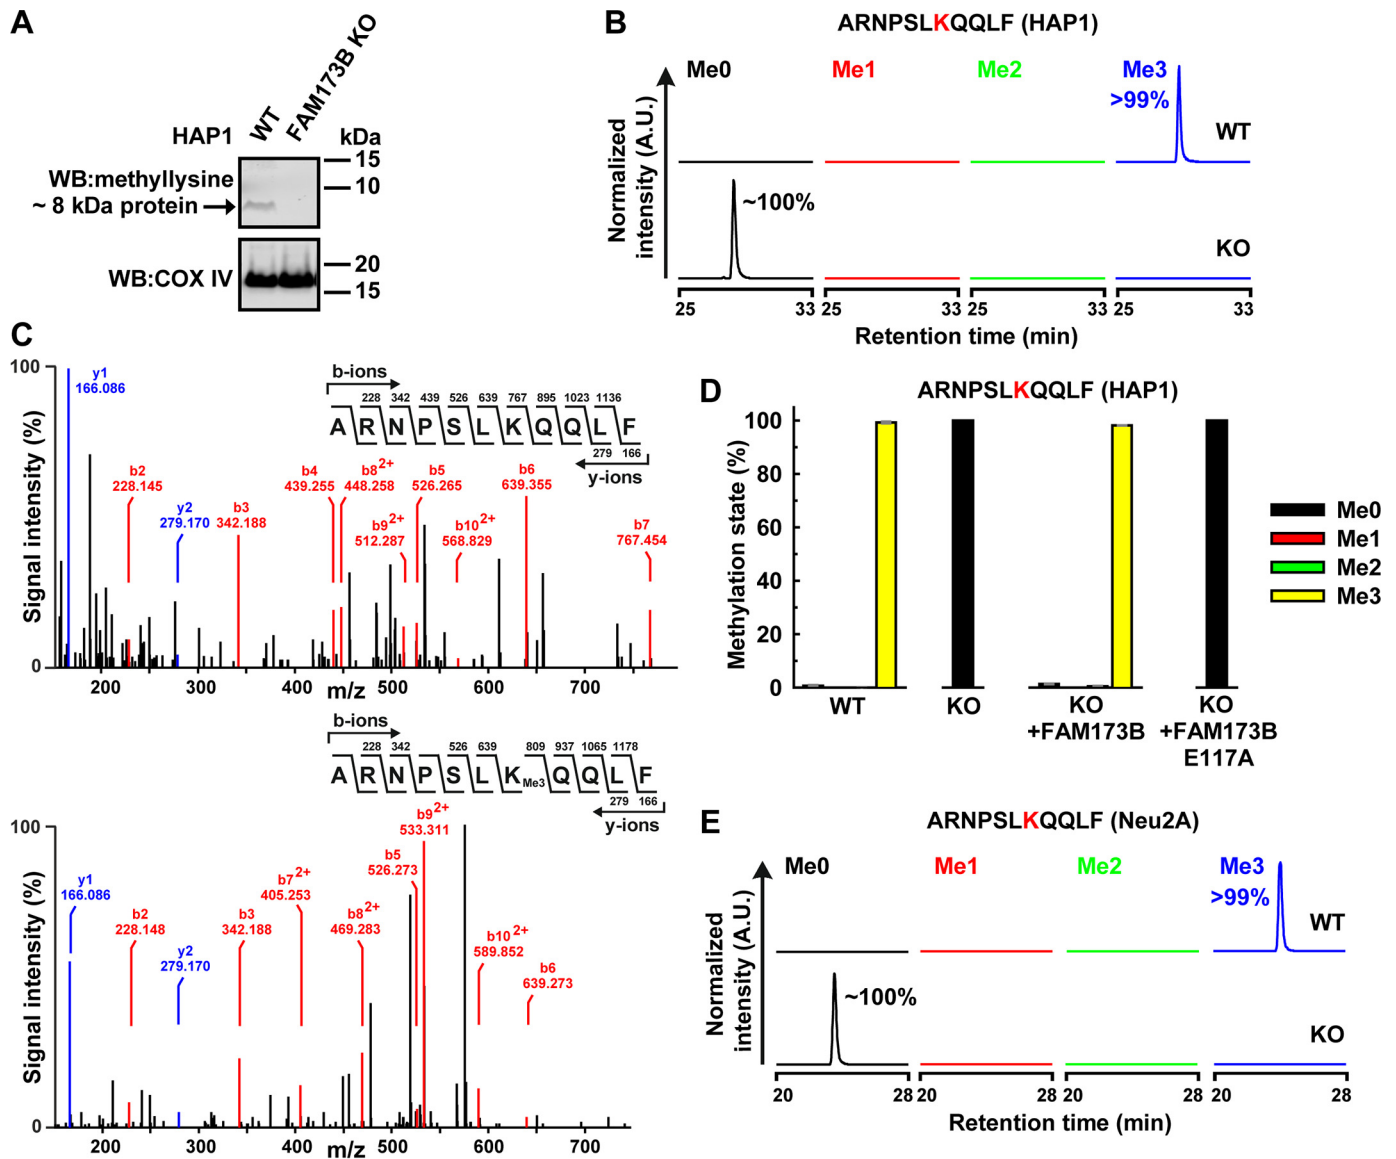 A
HAP1
WT
FAM173B KO
kDa
15
10
WB:methyllysine
~ 8 kDa protein
20
15
WB:COX IV
B
ARNPSLKQQLF (HAP1)
Me0
Me1
Me2
Me3
>99%
WT
~100%
KO
Normalized
intensity (A.U.)
25 33 25 33 25 33 25 33
Retention time (min)
C
100
0
Signal intensity (%)
y1
166.086
b2
228.145
y2
279.170
b3
342.188
b4
439.255
b8 2+
448.258
b9 2+
512.287
b5
526.265
b10 2+
568.829
b6
639.355
b7
767.454
b-ions
228 342 439 526 639 767 895 1023 1136
A R N P S L K Q Q L F
279 166
y-ions
200 300 400 500 600 700
m/z
b-ions
228 342 526 639 809 937 1065 1178
A R N P S L K Me3 Q Q L F
279 166
y-ions
100
0
Signal intensity (%)
y1
166.086
b2
228.148
y2
279.170
b3
342.188
b7 2+
405.253
b8 2+
469.283
b5
526.273
b9 2+
533.311
b10 2+
589.852
b6
639.273
200 300 400 500 600 700
m/z
D
ARNPSLKQQLF (HAP1)
Methylation state (%)
100
80
60
40
20
0
WT
KO
KO
+FAM173B
KO
+FAM173B
E117A
Me0
Me1
Me2
Me3
E
ARNPSLKQQLF (Neu2A)
Me0
Me1
Me2
Me3
>99%
WT
~100%
KO
Normalized
intensity (A.U.)
20 28 20 28 20 28 20 28
Retention time (min)